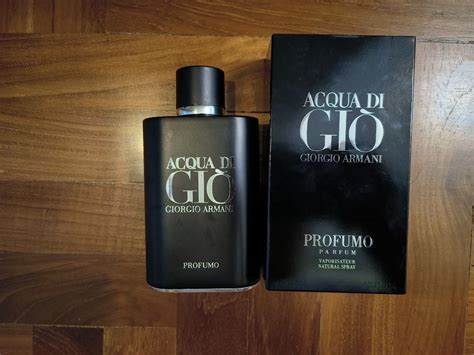 ACQUA DI
GIÒ
GIORGIO ARMANI
PROFUMO
ACQUA DI
GIÒ
GIORGIO ARMANI
PROFUMO
PARFUM
VAPORISATEUR
NATURAL SPRAY